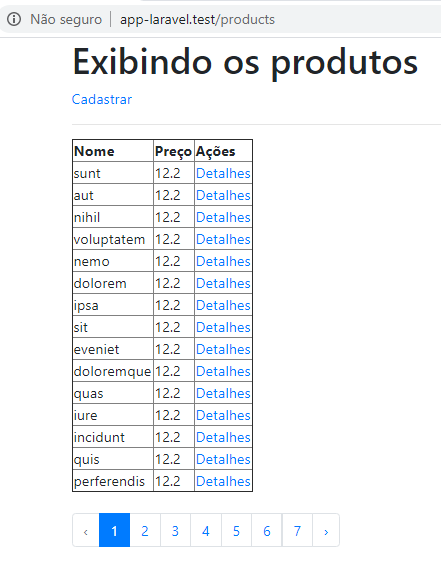 Não seguro | app-laravel.test/products
Exibindo os produtos
Cadastrar
Nome Preço Ações
sunt 12.2 Detalhes
aut 12.2 Detalhes
nihil 12.2 Detalhes
voluptatem 12.2 Detalhes
nemo 12.2 Detalhes
dolorem 12.2 Detalhes
ipsa 12.2 Detalhes
sit 12.2 Detalhes
eveniet 12.2 Detalhes
doloremque 12.2 Detalhes
quas 12.2 Detalhes
iure 12.2 Detalhes
incidunt 12.2 Detalhes
quis 12.2 Detalhes
perferendis 12.2 Detalhes
‹ 1 2 3 4 5 6 7 ›